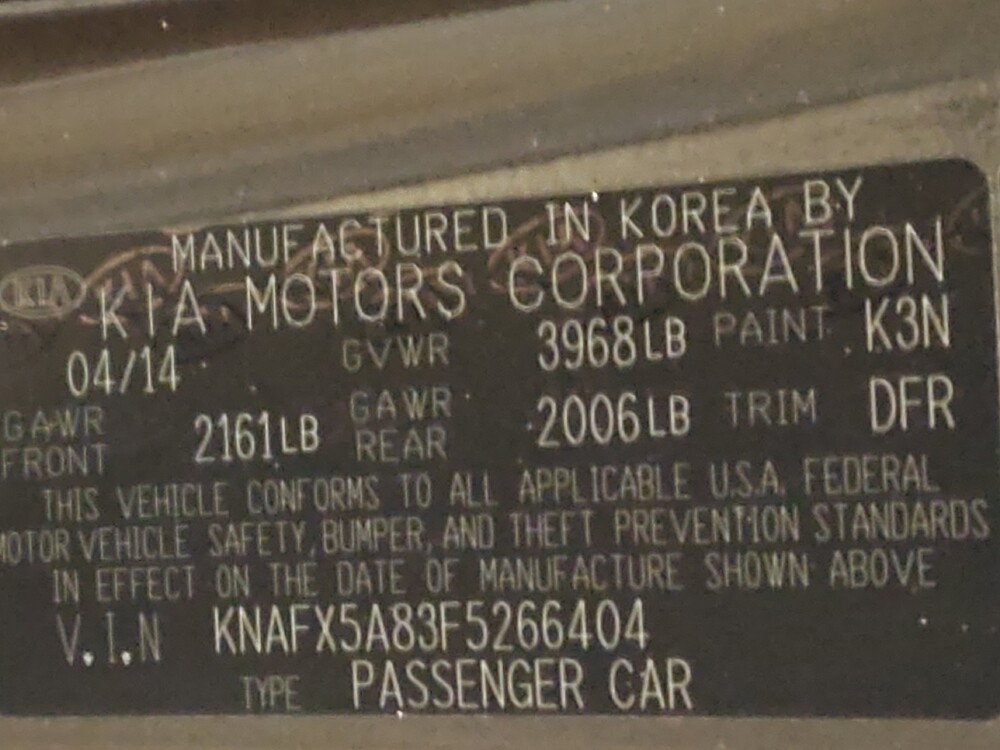 MANUFACTURED IN KOREA BY
KIA KIA MOTORS CORPORATION
04/14 GVWR 3968LB PAINT K3N
GAWR FRONT 2161LB GAWR REAR 2006LB TRIM DFR
THIS VEHICLE CONFORMS TO ALL APPLICABLE U.S.A. FEDERAL
MOTOR VEHICLE SAFETY, BUMPER, AND THEFT PREVENTION STANDARDS
IN EFFECT ON THE DATE OF MANUFACTURE SHOWN ABOVE
V.I.N KNAFX5A83F5266404
TYPE PASSENGER CAR